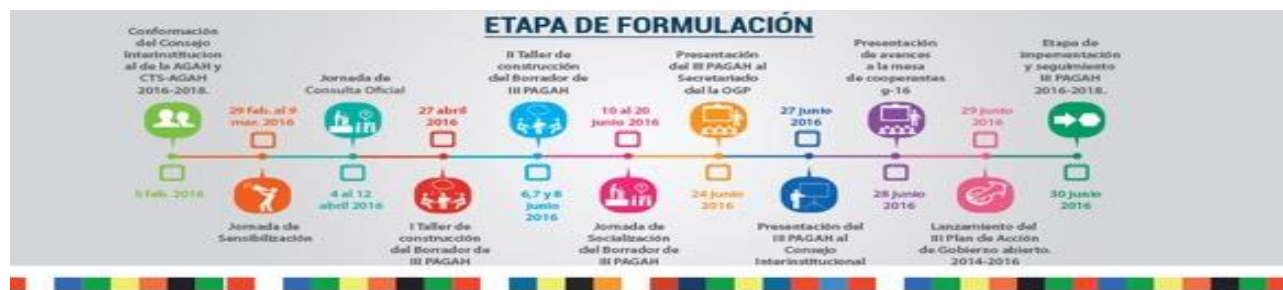 ETAPA DE FORMULACIÓN
Conformación
del Consejo
Interinstitucion
al de la AGAH y
CTS-AGAH
2016-2018.
5 feb. 2016
29 feb. al 9
mar. 2016
Jornada de
Sensibilización
Jornada de
Consulta Oficial
4 al 12
abril 2016
27 abril
2016
I Taller de
construcción
del Borrador de
III PAGAH
II Taller de
construcción
del Borrador de
III PAGAH
6,7 y 8
junio
2016
10 al 20
junio 2016
Jornada de
Socialización
del Borrador de
III PAGAH
Presentación
del III PAGAH al
Secretariado
del la OGP
24 junio
2016
27 junio
2016
Presentación del
III PAGAH al
Consejo
Interinstitucional
Presentación
de avances
a la mesa
de cooperantes
g-16
28 junio
2016
29 junio
2016
Lanzamiento del
III Plan de Acción
de Gobierno abierto.
2014-2016
Etapa de
impementación
y seguimiento
III PAGAH
2016-2018.
30 junio
2016